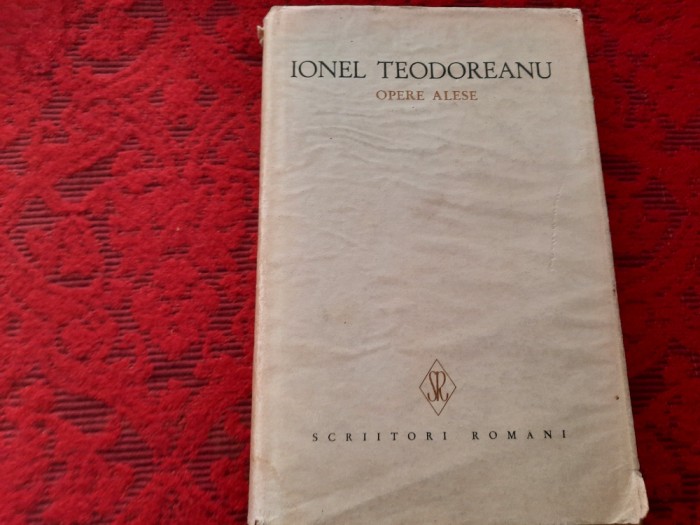 IONEL TEODOREANU
OPERE ALESE
SR
SCRIITORI ROMANI